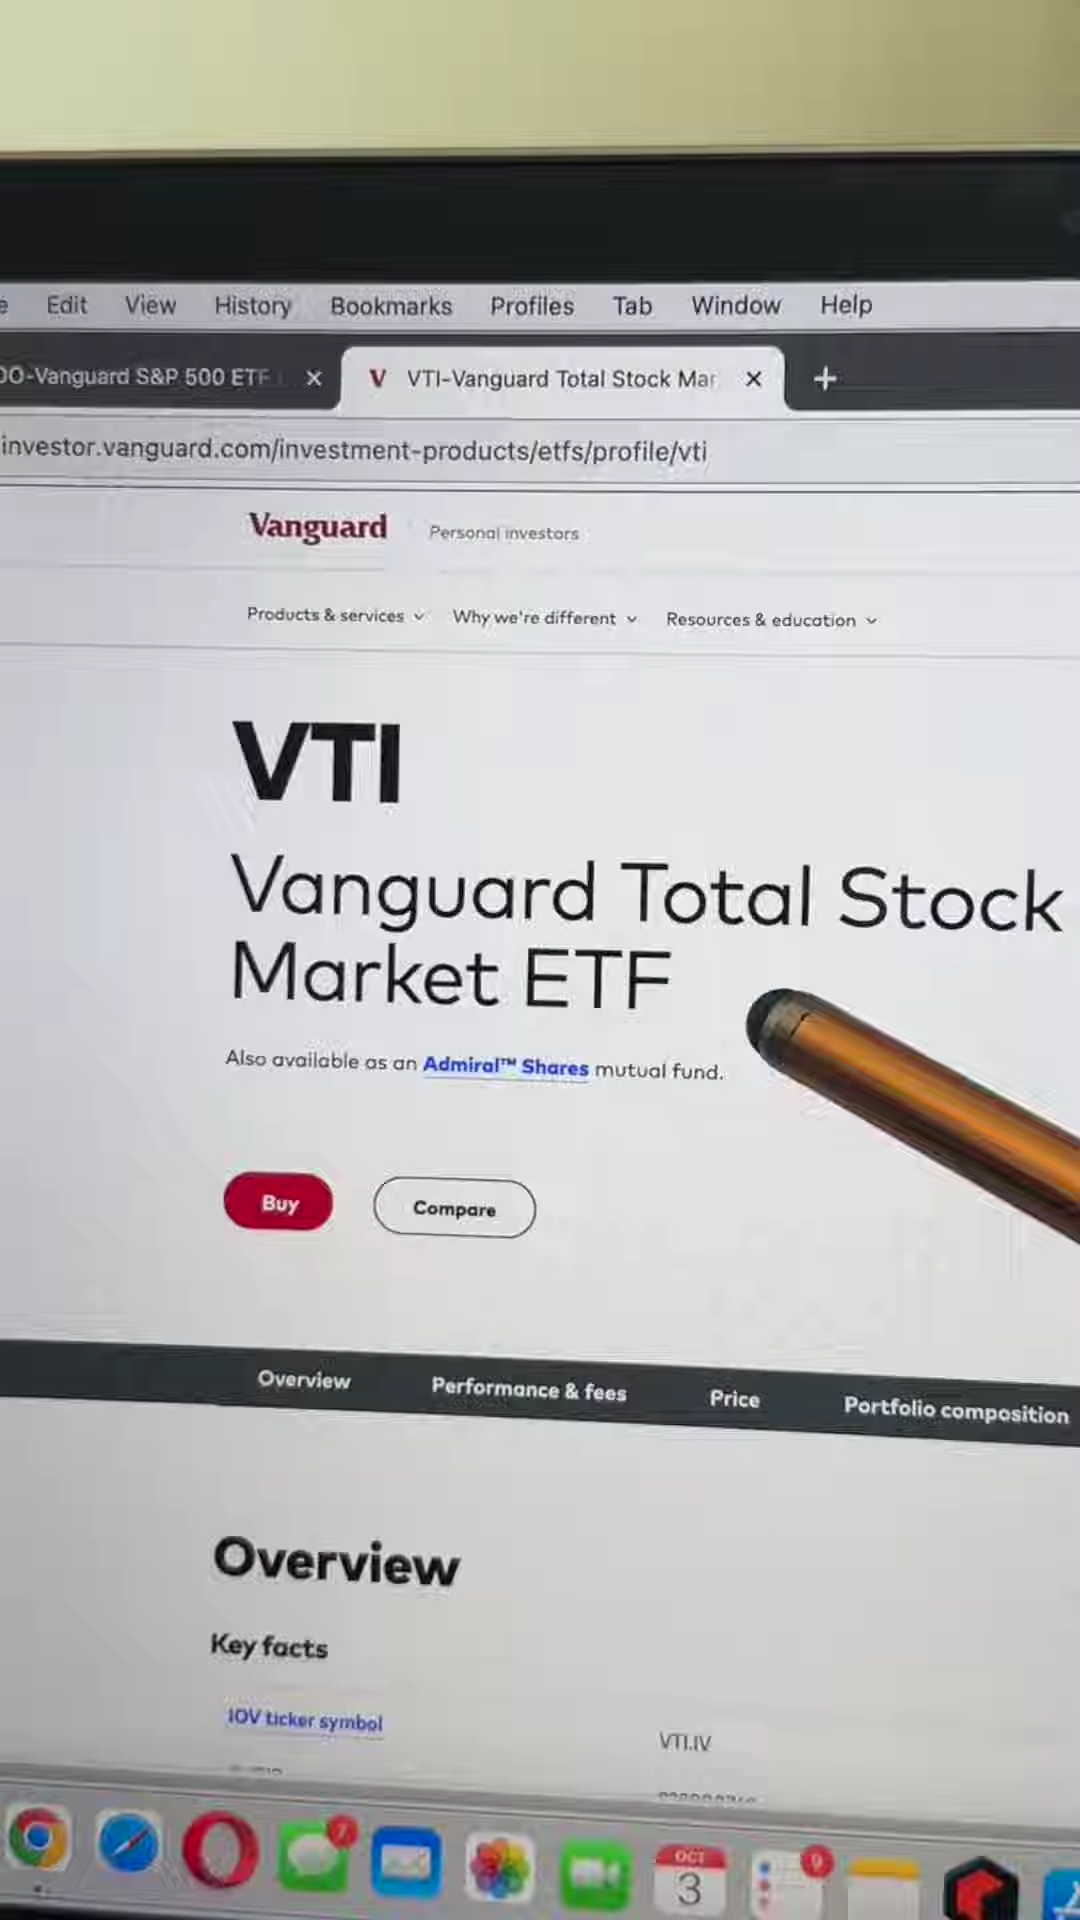 Edit View History Bookmarks Profiles Tab Window Help
OO-Vanguard S&P 500 ETF
V VTI-Vanguard Total Stock Mar
investor.vanguard.com/investment-products/etfs/profile/vti
Vanguard Personal investors
Products & services Why we're different Resources & education
VTI
Vanguard Total Stock
Market ETF
Also available as an Admiral™ Shares mutual fund.
Buy Compare
Overview Performance & fees Price Portfolio composition
Overview
Key facts
IOV ticker symbol
VTI.IV
7
9
OCT
3